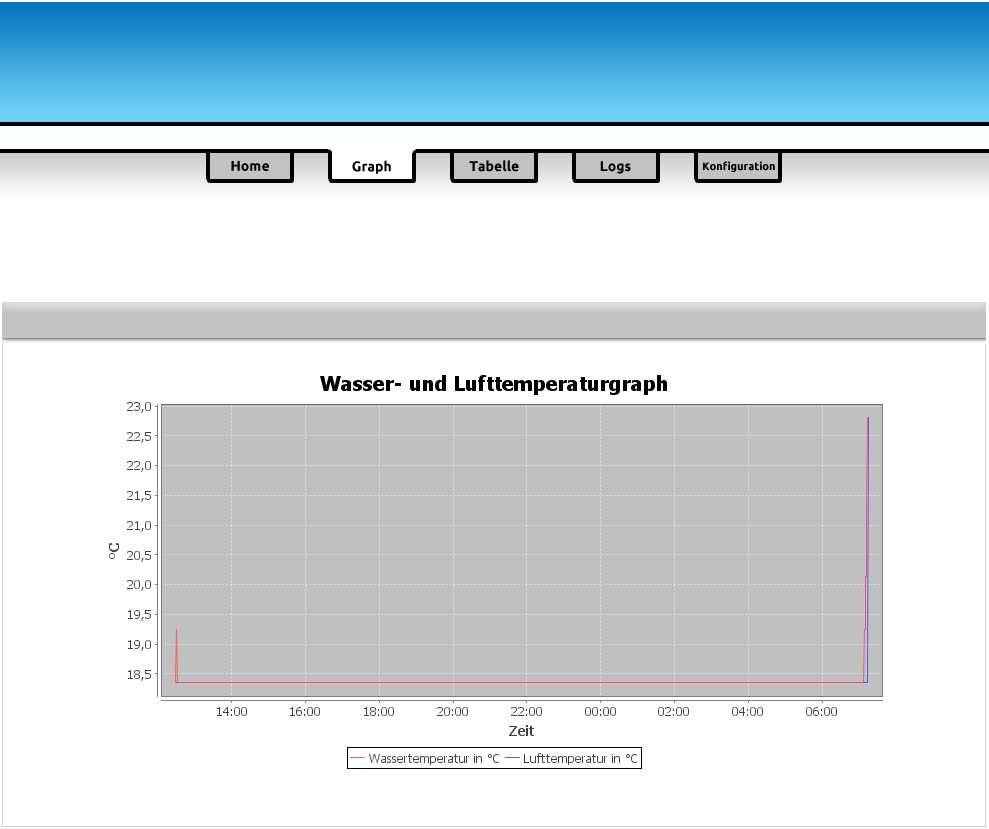 Home Graph Tabelle Logs Konfiguration
Wasser- und Lufttemperaturgraph
23,0
22,5
22,0
21,5
21,0
20,5
°C
20,0
19,5
19,0
18,5
14:00 16:00 18:00 20:00 22:00 00:00 02:00 04:00 06:00
Zeit
Wassertemperatur in °C Lufttemperatur in °C